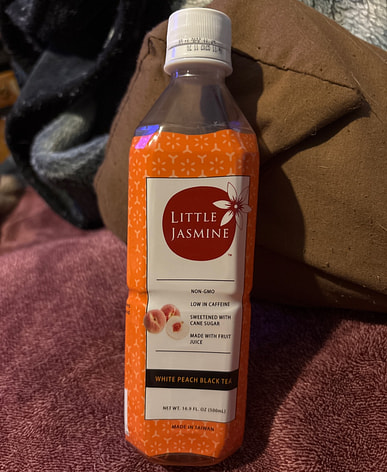 LITTLE
JASMINE
™
NON-GMO
LOW IN CAFFEINE
SWEETENED WITH
CANE SUGAR
MADE WITH FRUIT
JUICE
WHITE PEACH BLACK TEA
NET WT. 16.9 FL. OZ (500mL)
MADE IN TAIWAN